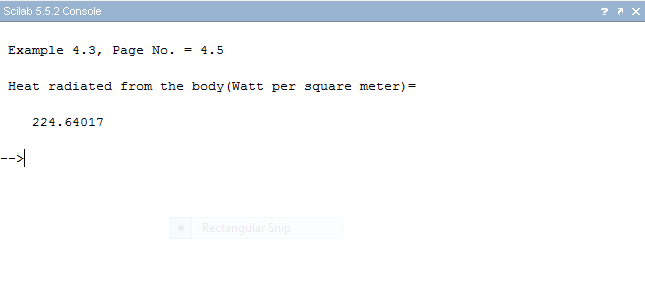 Scilab 5.5.2 Console
Example 4.3, Page No. = 4.5
Heat radiated from the body(Watt per square meter)=
224.64017
-->
Rectangular Snip